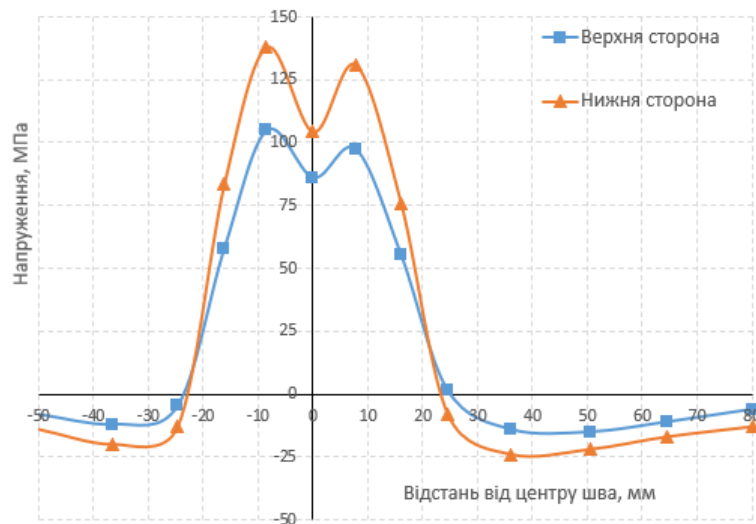 150
Верхня сторона
125
Нижня сторона
100
Напруження, МПа
75
50
25
0
-50 -40 -30 -20 -10 0 10 20 30 40 50 60 70 80
-25
Відстань від центру шва, мм
-50